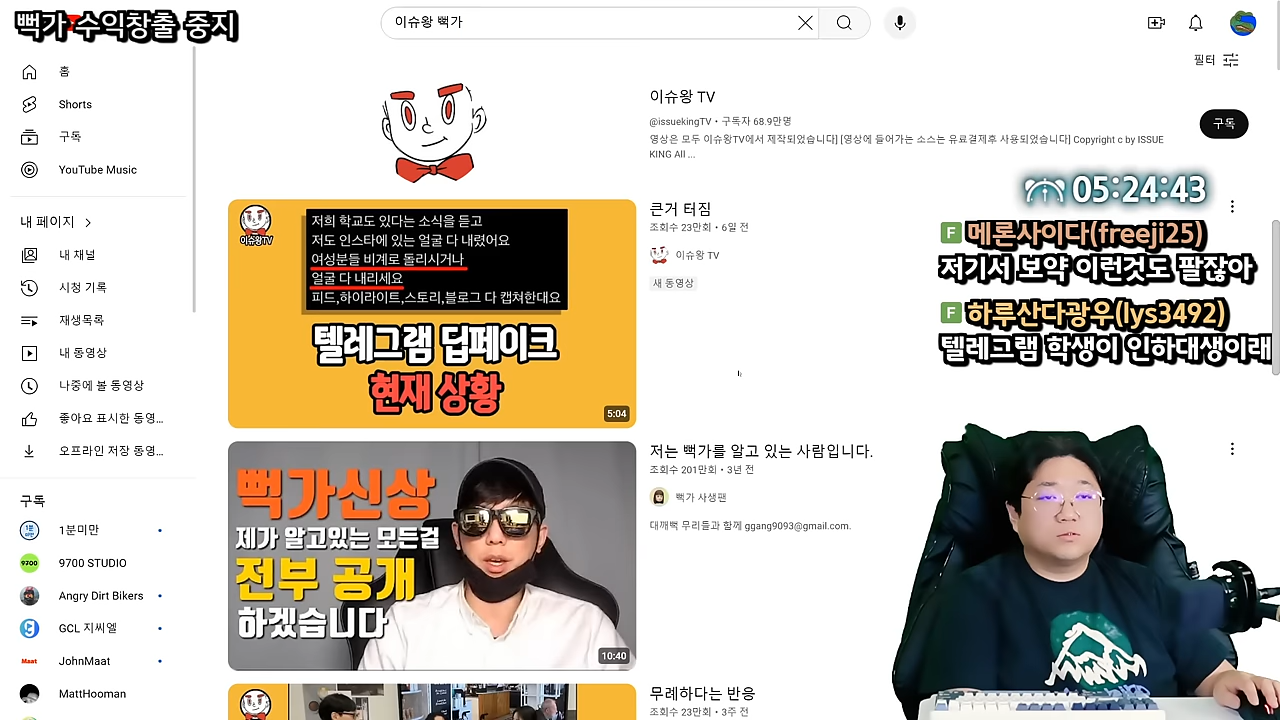 뻑가 수익창출 중지
이슈왕 뻑가
필터
홈
Shorts
구독
YouTube Music
내 페이지
내 채널
시청 기록
재생목록
내 동영상
나중에 볼 동영상
좋아요 표시한 동영...
오프라인 저장 동영...
구독
1분미만
9700 STUDIO
Angry Dirt Bikers
GCL 지씨엘
JohnMaat
MattHooman
이슈왕 TV
@issuekingTV • 구독자 68.9만명
영상은 모두 이슈왕TV에서 제작되었습니다] [영상에 들어가는 소스는 유료결제후 사용되었습니다] Copyright c by ISSUE
KING All ...
구독
이슈왕TV
저희 학교도 있다는 소식을 듣고
저도 인스타에 있는 얼굴 다 내렸어요
여성분들 비게로 돌리시거나
얼굴 다 내리세요
피드,하이라이트,스토리,블로그 다 캡쳐한대요
텔레그램 딥페이크
현재 상황
5:04
큰거 터짐
조회수 23만회 • 6일 전
이슈왕 TV
새 동영상
05:24:43
F 메론사이다(freeji25)
저기서 보약 이런것도 팔잖아
F 하루산다광우(lys3492)
텔레그램 학생이 인하대생이래
뻑가신상
제가 알고있는 모든걸
전부 공개
하겠습니다
10:40
저는 뻑가를 알고 있는 사람입니다.
조회수 201만회 • 3년 전
뻑가 사생팬
대깨뻑 무리들과 함께 ggang9093@gmail.com.
무례하다는 반응
조회수 23만회 • 3주 전